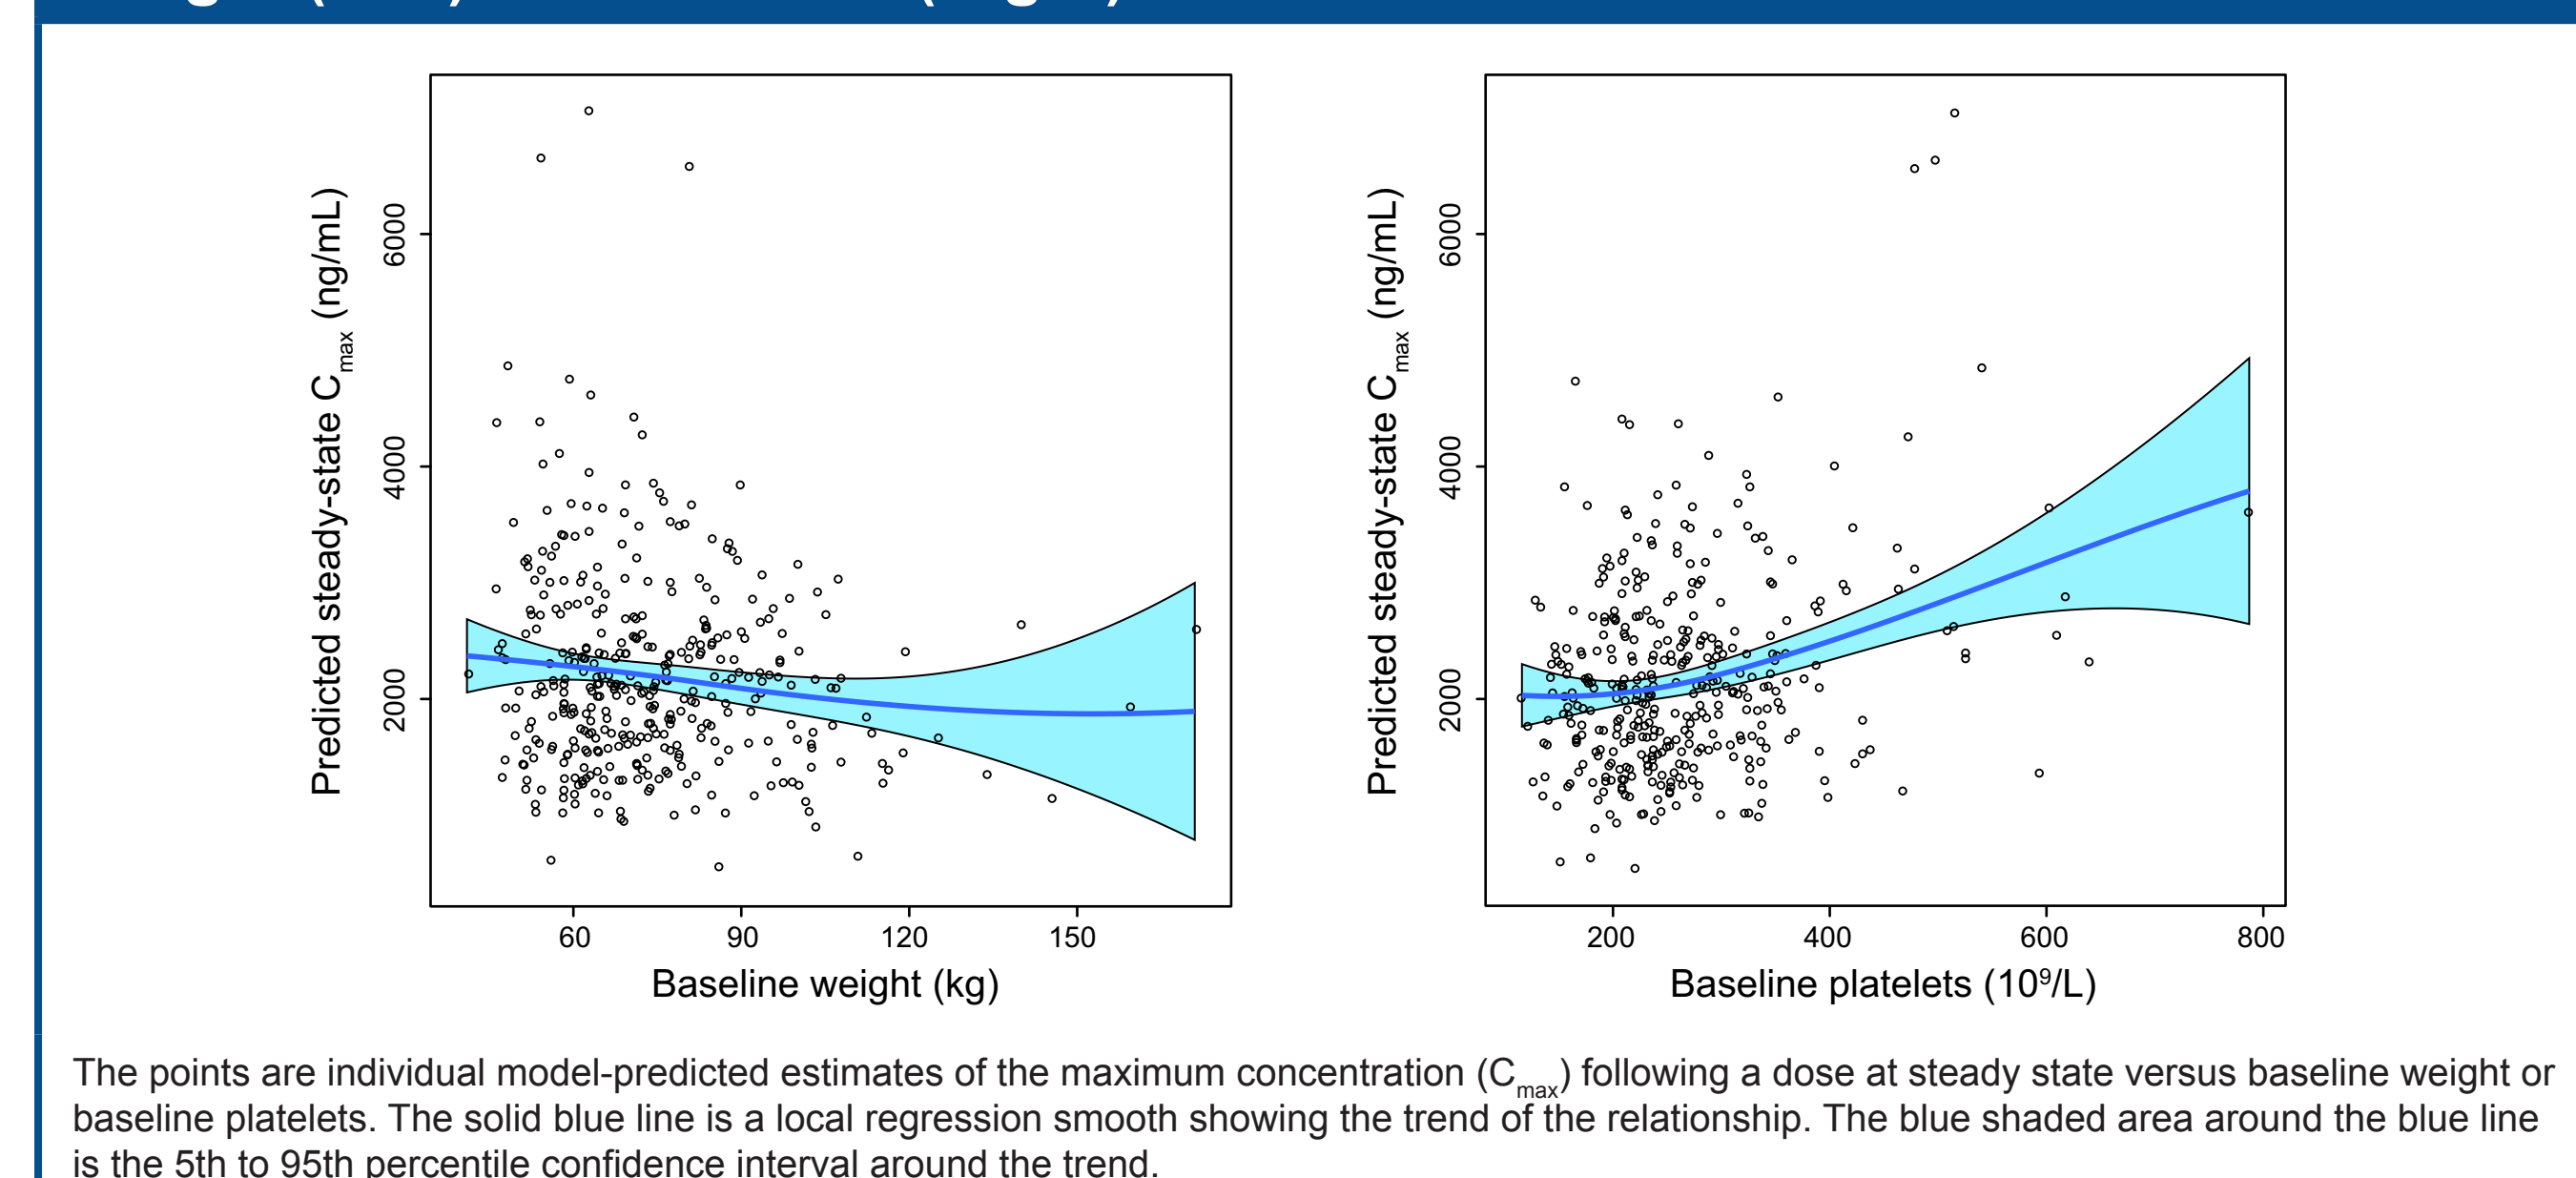 Predicted steady-state Cmax (ng/mL)
6000
4000
2000
60 90 120 150
Baseline weight (kg)
Predicted steady-state Cmax (ng/mL)
6000
4000
2000
200 400 600 800
Baseline platelets (10⁹/L)
The points are individual model-predicted estimates of the maximum concentration (Cmax) following a dose at steady state versus baseline weight or
baseline platelets. The solid blue line is a local regression smooth showing the trend of the relationship. The blue shaded area around the blue line
is the 5th to 95th percentile confidence interval around the trend.